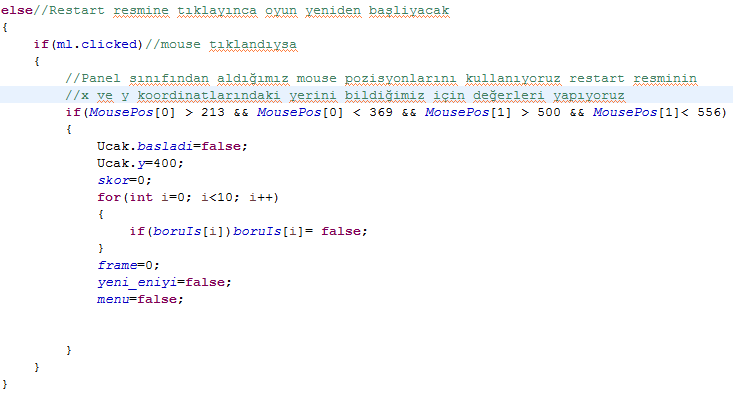 else//Restart resmine tıklayınca oyun yeniden başlıyacak
{
    if(ml.clicked)//mouse tıklandıysa
    {
        //Panel sınıfından aldığımız mouse pozisyonlarını kullanıyoruz restart resminin
        //x ve y koordinatlarındaki yerini bildiğimiz için değerleri yapıyoruz
        if(MousePos[0] > 213 && MousePos[0] < 369 && MousePos[1] > 500 && MousePos[1]< 556)
        {
            Ucak.basladi=false;
            Ucak.y=400;
            skor=0;
            for(int i=0; i<10; i++)
            {
                if(boruIs[i])boruIs[i]= false;
            }
            frame=0;
            yeni_eniyi=false;
            menu=false;
        }
    }
}